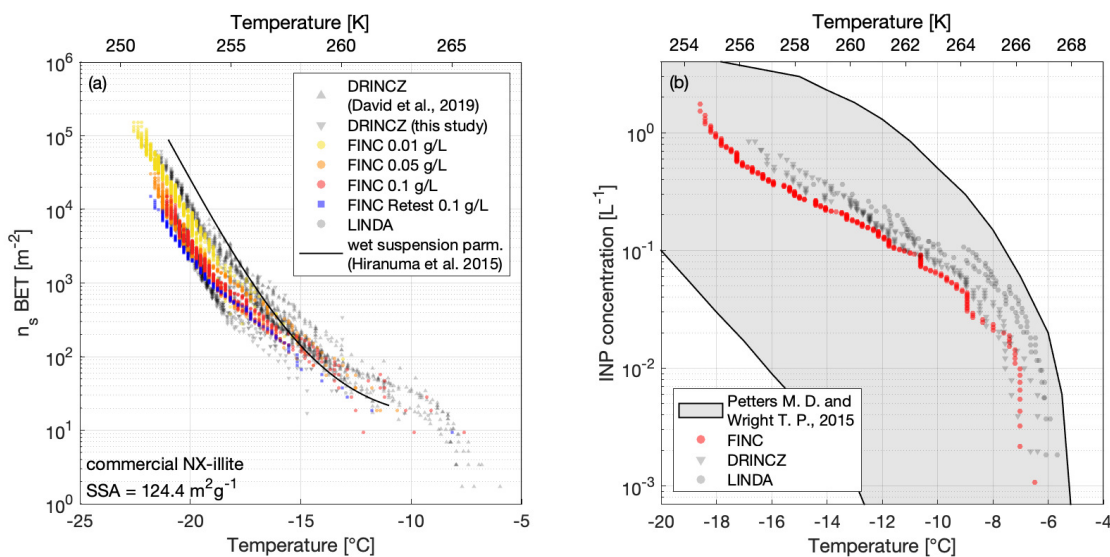 Temperature [K]
250 255 260 265
(a)
10^6
10^5
10^4
10^3
10^2
10^1
10^0
n_s BET [m^-2]
DRINCZ
(David et al., 2019)
DRINCZ (this study)
FINC 0.01 g/L
FINC 0.05 g/L
FINC 0.1 g/L
FINC Retest 0.1 g/L
LINDA
wet suspension parm.
(Hiranuma et al. 2015)
commercial NX-illite
SSA = 124.4 m^2g^-1
-25 -20 -15 -10 -5
Temperature [°C]
Temperature [K]
254 256 258 260 262 264 266 268
(b)
10^0
10^-1
10^-2
10^-3
INP concentration [L^-1]
Petters M. D. and
Wright T. P., 2015
FINC
DRINCZ
LINDA
-20 -18 -16 -14 -12 -10 -8 -6 -4
Temperature [°C]